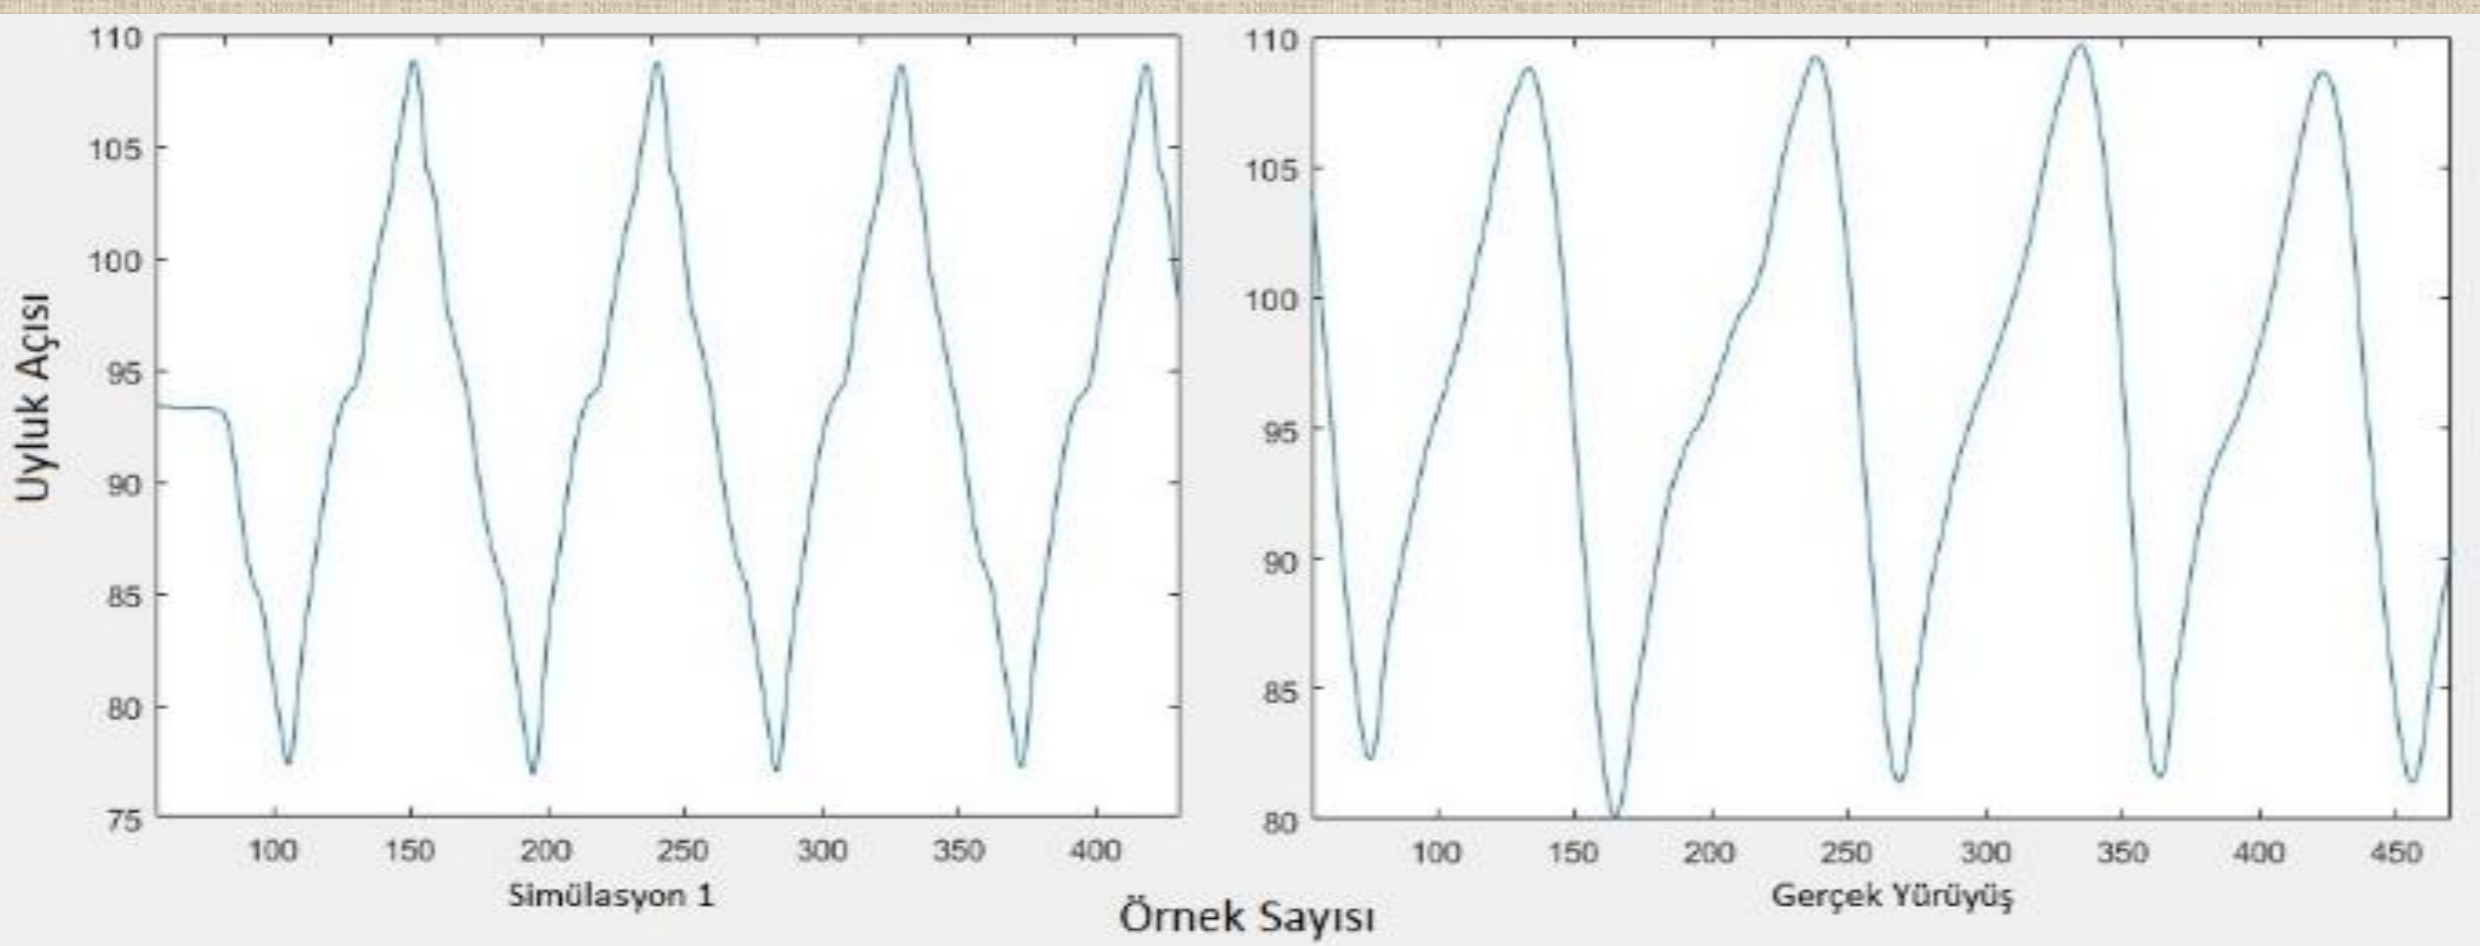 110
105
100
95
90
85
80
75
100 150 200 250 300 350 400
Simülasyon 1
Uyluk Açısı
110
105
100
95
90
85
80
100 150 200 250 300 350 400 450
Gerçek Yürüyüş
Örnek Sayısı